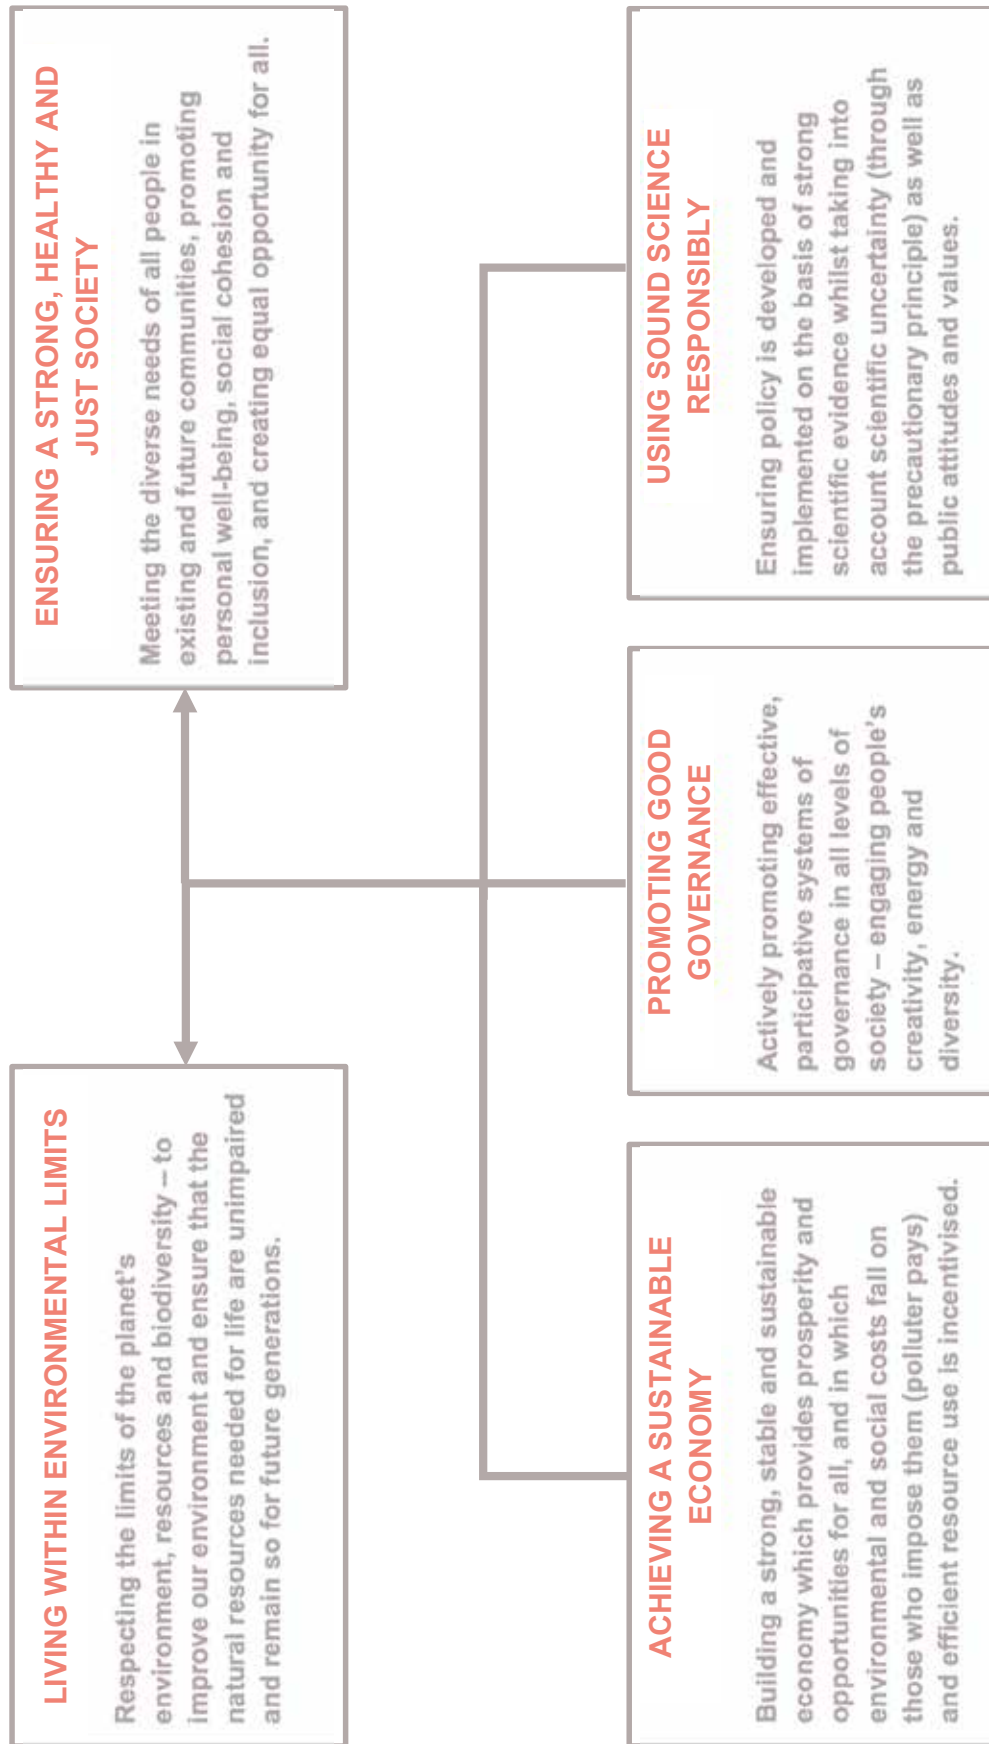 LIVING WITHIN ENVIRONMENTAL LIMITS
Respecting the limits of the planet's
environment, resources and biodiversity – to
improve our environment and ensure that the
natural resources needed for life are unimpaired
and remain so for future generations.
ENSURING A STRONG, HEALTHY AND
JUST SOCIETY
Meeting the diverse needs of all people in
existing and future communities, promoting
personal well-being, social cohesion and
inclusion, and creating equal opportunity for all.
ACHIEVING A SUSTAINABLE
ECONOMY
Building a strong, stable and sustainable
economy which provides prosperity and
opportunities for all, and in which
environmental and social costs fall on
those who impose them (polluter pays)
and efficient resource use is incentivised.
PROMOTING GOOD
GOVERNANCE
Actively promoting effective,
participative systems of
governance in all levels of
society – engaging people's
creativity, energy and
diversity.
USING SOUND SCIENCE
RESPONSIBLY
Ensuring policy is developed and
implemented on the basis of strong
scientific evidence whilst taking into
account scientific uncertainty (through
the precautionary principle) as well as
public attitudes and values.